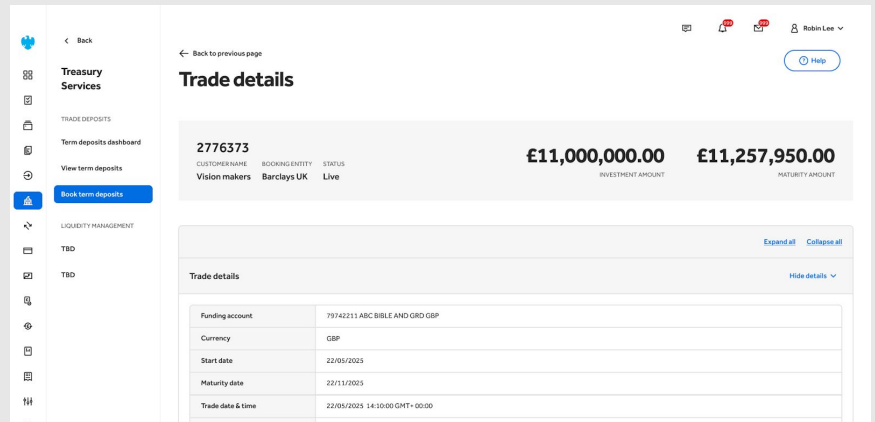 999
999
Robin Lee
Back
Back to previous page
Help
Treasury
Services
Trade details
TRADE DEPOSITS
Term deposits dashboard
View term deposits
Book term deposits
LIQUIDITY MANAGEMENT
TBD
TBD
2776373
CUSTOMER NAME BOOKING ENTITY STATUS
Vision makers Barclays UK Live
£11,000,000.00
INVESTMENT AMOUNT
£11,257,950.00
MATURITY AMOUNT
Expand all Collapse all
Trade details
Hide details
Funding account 79742211 ABC BIBLE AND GRD GBP
Currency GBP
Start date 22/05/2025
Maturity date 22/11/2025
Trade date & time 22/05/2025 14:10:00 GMT+ 00:00